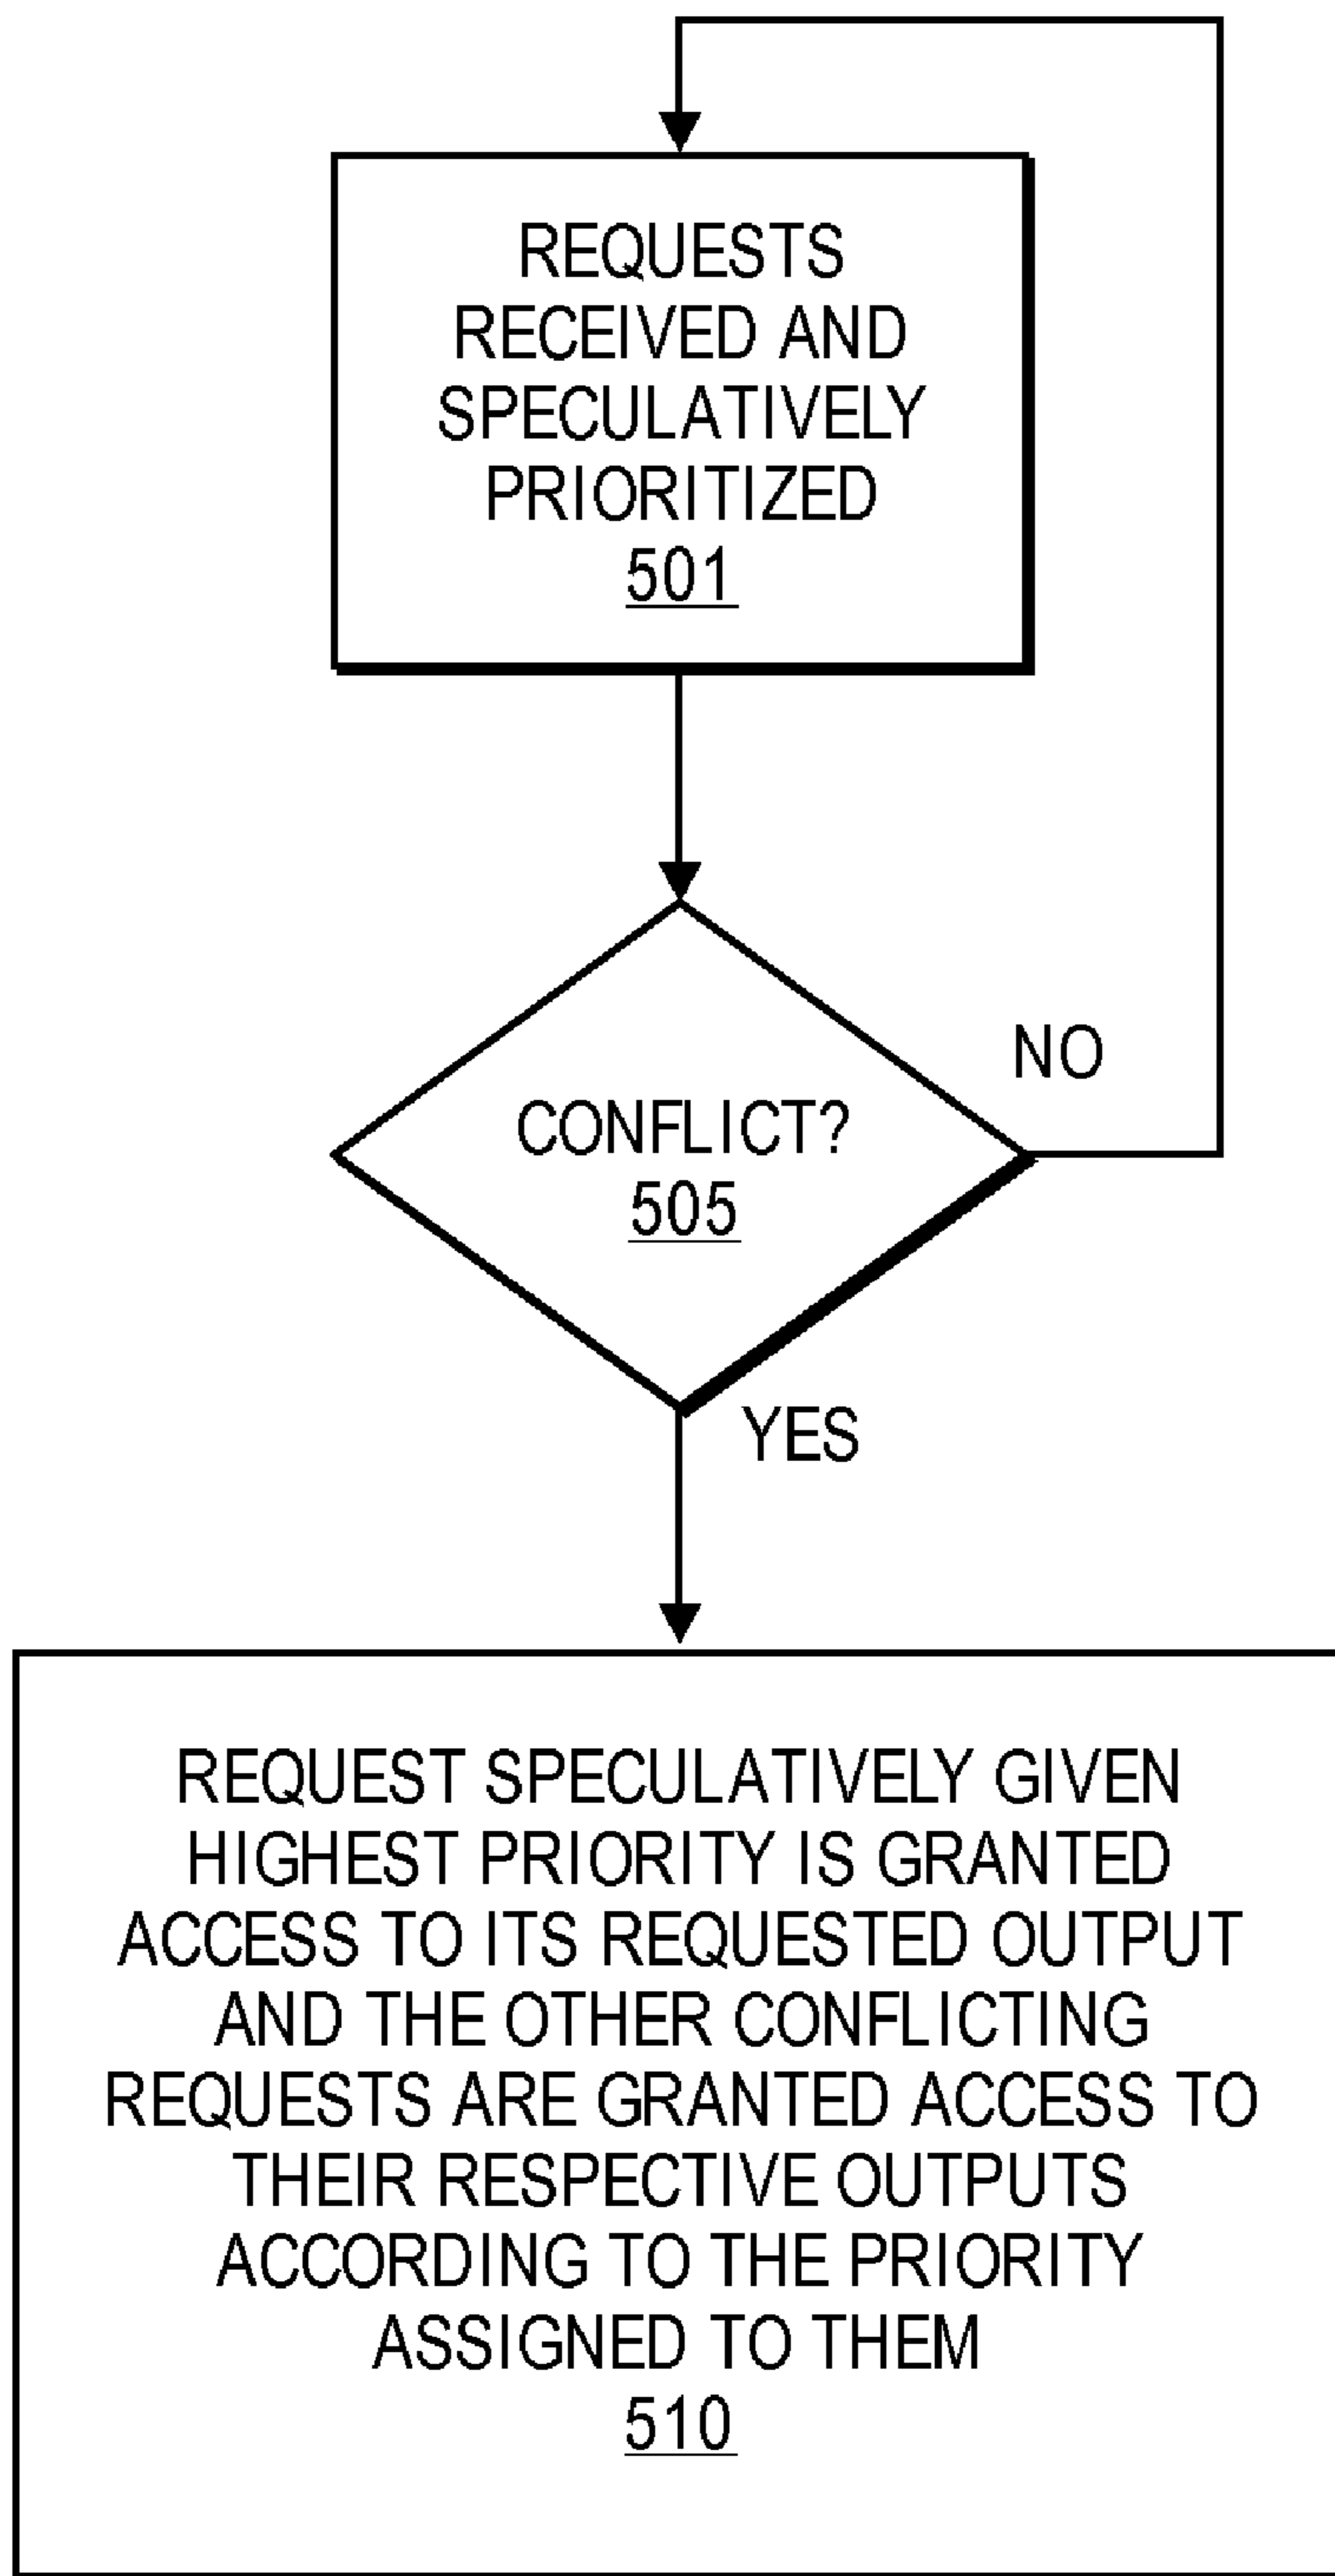 REQUESTS
RECEIVED AND
SPECULATIVELY
PRIORITIZED
501
CONFLICT?
505
NO
YES
REQUEST SPECULATIVELY GIVEN
HIGHEST PRIORITY IS GRANTED
ACCESS TO ITS REQUESTED OUTPUT
AND THE OTHER CONFLICTING
REQUESTS ARE GRANTED ACCESS TO
THEIR RESPECTIVE OUTPUTS
ACCORDING TO THE PRIORITY
ASSIGNED TO THEM
510